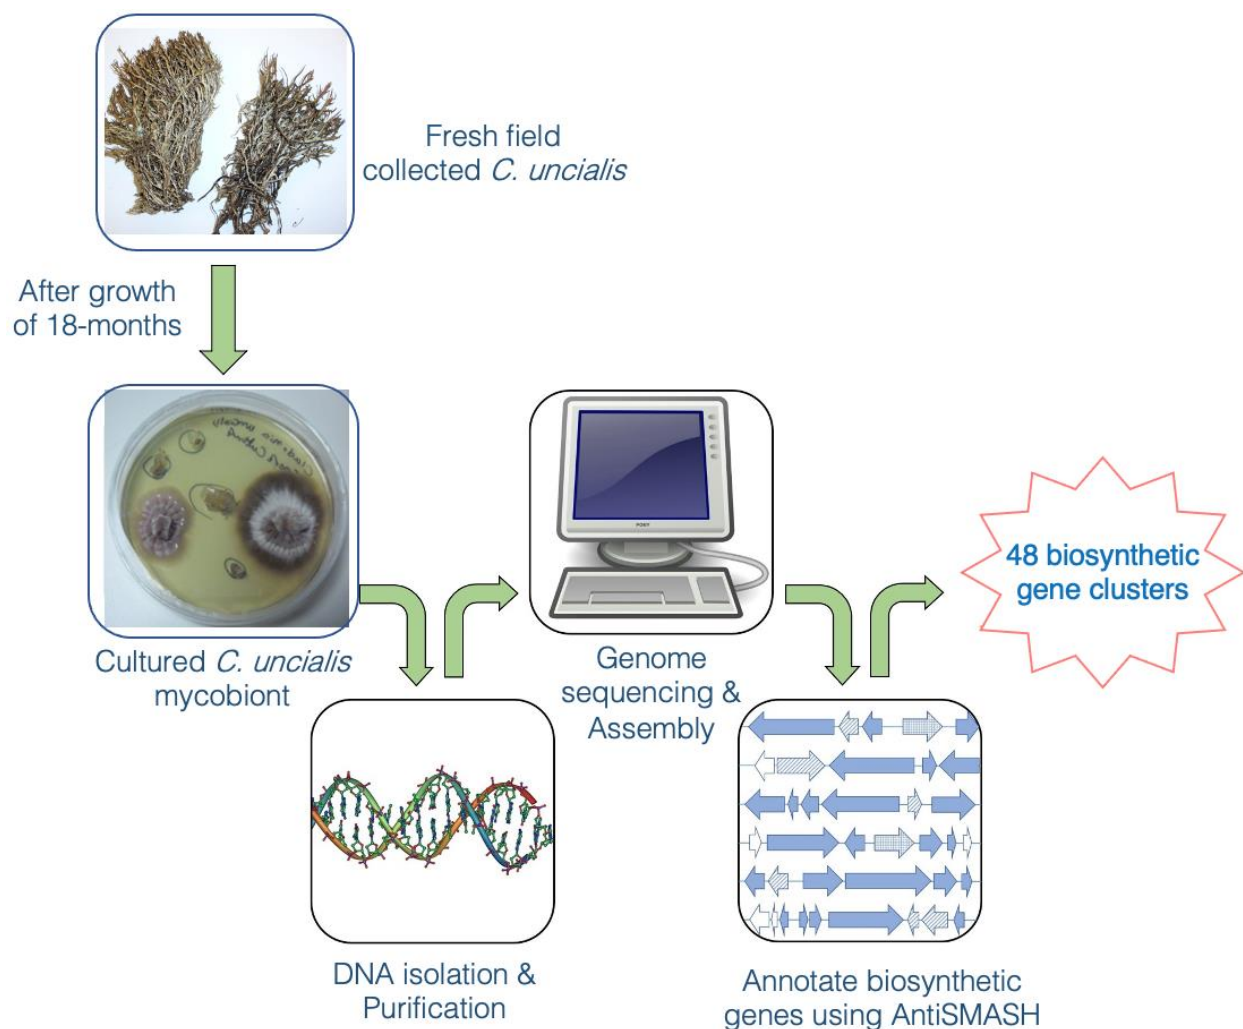 Fresh field
collected C. uncialis
After growth
of 18-months
Cultured C. uncialis
mycobiont
DNA isolation &
Purification
Genome
sequencing &
Assembly
Annotate biosynthetic
genes using AntiSMASH
48 biosynthetic
gene clusters